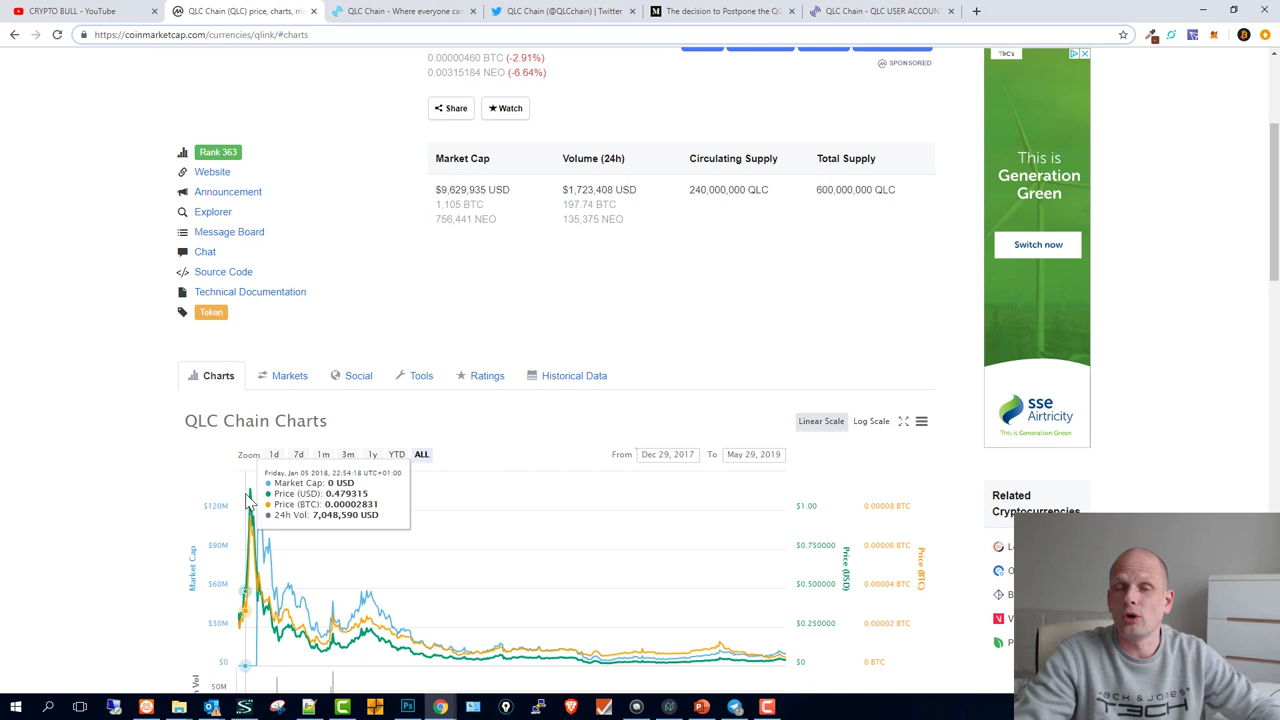 CRYPTO BULL - YouTube
QLC Chain (QLC) price, charts, m
QLC Chain - Where everyone car
QLC Chain (@QLCchain) | Twitter
The decision to Postpone the Q
QLC Chain - QLC USER ACCOUNT
https://coinmarketcap.com/currencies/qlink/#charts
0.00000460 BTC (-2.91%)
0.00315184 NEO (-6.64%)
SPONSORED
Share
Watch
Rank 363
Website
Announcement
Explorer
Message Board
Chat
Source Code
Technical Documentation
Token
Market Cap Volume (24h) Circulating Supply Total Supply
$9,629,935 USD $1,723,408 USD 240,000,000 QLC 600,000,000 QLC
1,105 BTC 197.74 BTC
756,441 NEO 135,375 NEO
T&C's
This is
Generation
Green
Switch now
sse
Airtricity
This is Generation Green
Charts Markets Social Tools Ratings Historical Data
QLC Chain Charts
Linear Scale Log Scale
Zoom 1d 7d 1m 3m 1y YTD ALL
From Dec 29, 2017 To May 29, 2019
Friday, Jan 05 2018, 22:54:18 UTC+01:00
Market Cap: 0 USD
Price (USD): 0.479315
Price (BTC): 0.00002831
24h Vol: 7,048,590 USD
$120M $1.00 0.00008 BTC
$90M $0.750000 0.00006 BTC
$60M $0.500000 0.00004 BTC
$30M $0.250000 0.00002 BTC
$0 $0 0 BTC
50M
Market Cap
Price (USD)
Price (BTC)
Vol
Related
Cryptocurrencies
JACK & JONES
T3CH